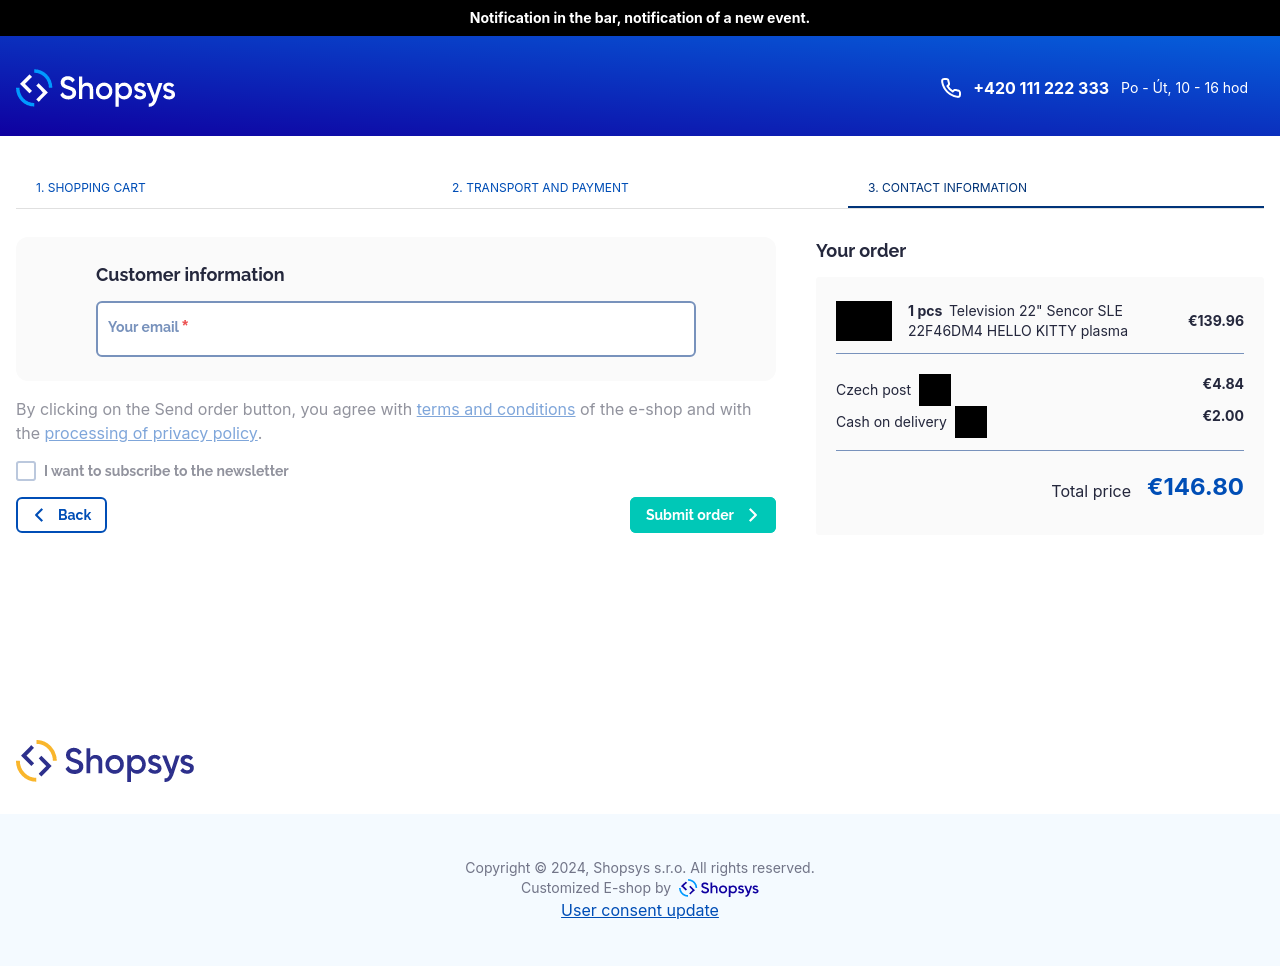 Notification in the bar, notification of a new event.
Shopsys
+420 111 222 333 Po - Út, 10 - 16 hod
1. SHOPPING CART
2. TRANSPORT AND PAYMENT
3. CONTACT INFORMATION
Customer information
Your email *
By clicking on the Send order button, you agree with terms and conditions of the e-shop and with
the processing of privacy policy.
I want to subscribe to the newsletter
Back
Submit order
Your order
1 pcs Television 22" Sencor SLE
22F46DM4 HELLO KITTY plasma
€139.96
Czech post
€4.84
Cash on delivery
€2.00
Total price €146.80
Shopsys
Copyright © 2024, Shopsys s.r.o. All rights reserved.
Customized E-shop by Shopsys
User consent update